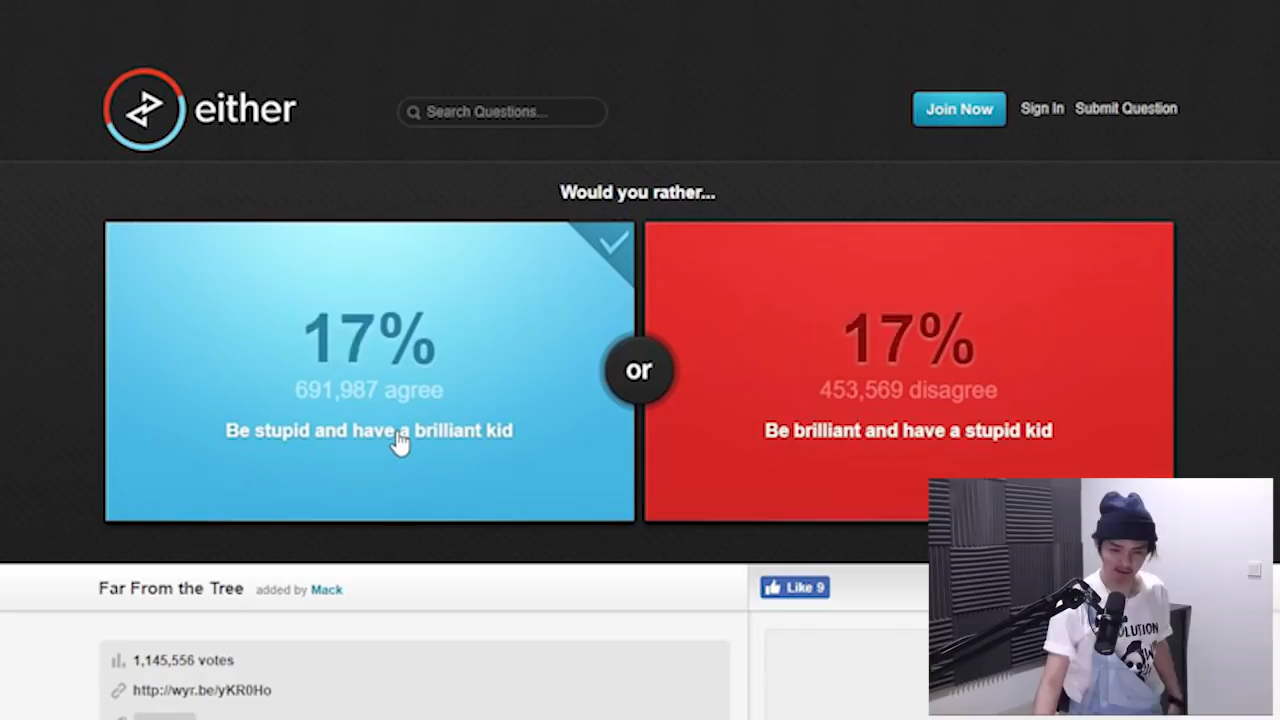 either
Search Questions...
Join Now
Sign In
Submit Question
Would you rather...
17%
691,987 agree
Be stupid and have a brilliant kid
or
17%
453,569 disagree
Be brilliant and have a stupid kid
Far From the Tree added by Mack
Like 9
1,145,556 votes
http://wyr.be/yKR0Ho